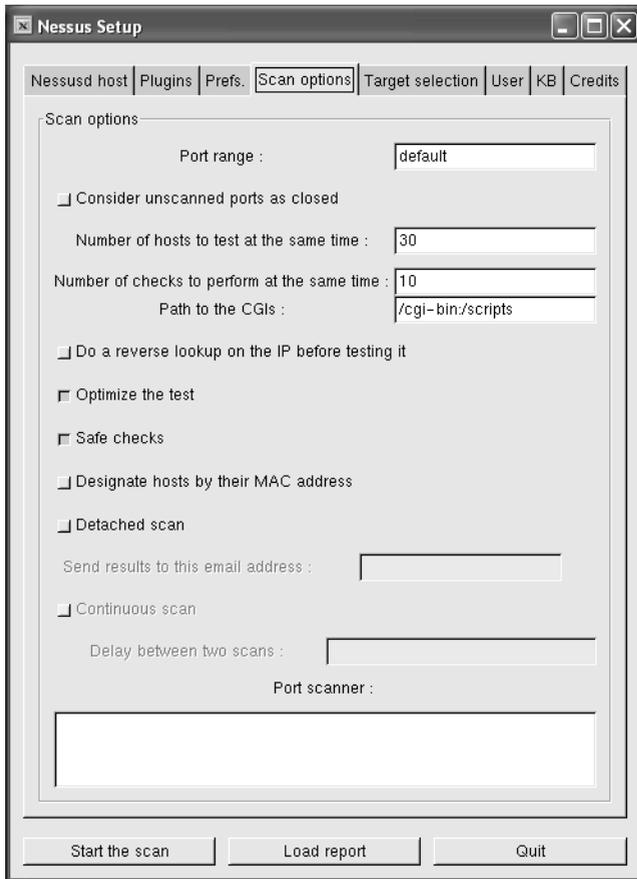 Nessus Setup
Nessusd host Plugins Prefs. Scan options Target selection User KB Credits
Scan options
Port range : default
Consider unscanned ports as closed
Number of hosts to test at the same time : 30
Number of checks to perform at the same time : 10
Path to the CGIs : /cgi-bin:/scripts
Do a reverse lookup on the IP before testing it
Optimize the test
Safe checks
Designate hosts by their MAC address
Detached scan
Send results to this email address :
Continuous scan
Delay between two scans :
Port scanner :
Start the scan Load report Quit